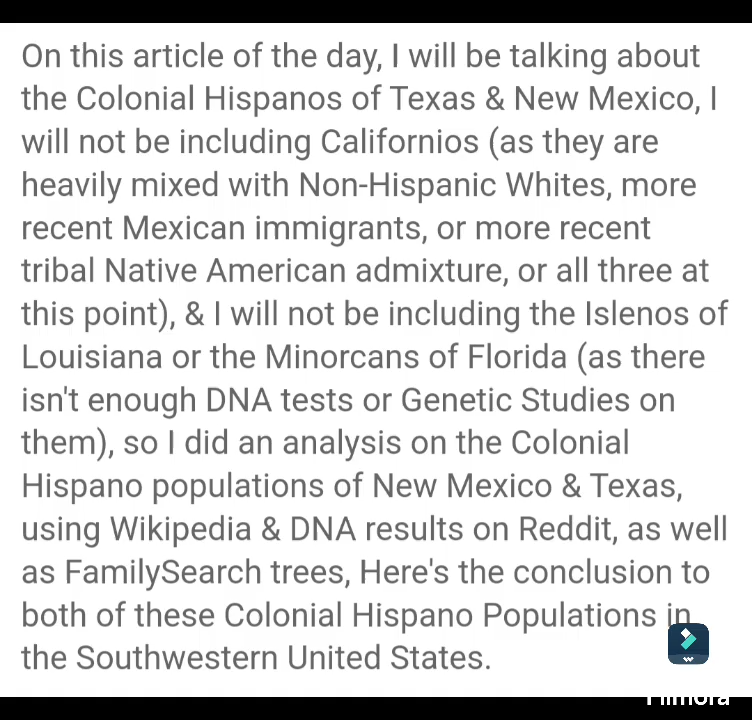 On this article of the day, I will be talking about
the Colonial Hispanos of Texas & New Mexico, I
will not be including Californios (as they are
heavily mixed with Non-Hispanic Whites, more
recent Mexican immigrants, or more recent
tribal Native American admixture, or all three at
this point), & I will not be including the Islenos of
Louisiana or the Minorcans of Florida (as there
isn't enough DNA tests or Genetic Studies on
them), so I did an analysis on the Colonial
Hispano populations of New Mexico & Texas,
using Wikipedia & DNA results on Reddit, as well
as FamilySearch trees, Here's the conclusion to
both of these Colonial Hispano Populations in
the Southwestern United States.
Filmora